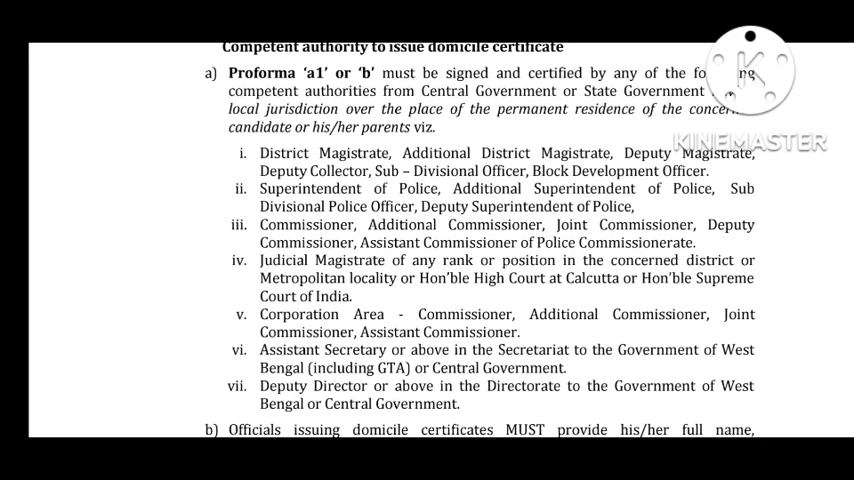 Competent authority to issue domicile certificate
a) Proforma ‘a1’ or ‘b’ must be signed and certified by any of the
competent authorities from Central Government or State Government
local jurisdiction over the place of the permanent residence of the
candidate or his/her parents viz.
i. District Magistrate, Additional District Magistrate, Deputy Magistrate,
Deputy Collector, Sub – Divisional Officer, Block Development Officer.
ii. Superintendent of Police, Additional Superintendent of Police, Sub
Divisional Police Officer, Deputy Superintendent of Police,
iii. Commissioner, Additional Commissioner, Joint Commissioner, Deputy
Commissioner, Assistant Commissioner of Police Commissionerate.
iv. Judicial Magistrate of any rank or position in the concerned district or
Metropolitan locality or Hon’ble High Court at Calcutta or Hon’ble Supreme
Court of India.
v. Corporation Area - Commissioner, Additional Commissioner, Joint
Commissioner, Assistant Commissioner.
vi. Assistant Secretary or above in the Secretariat to the Government of West
Bengal (including GTA) or Central Government.
vii. Deputy Director or above in the Directorate to the Government of West
Bengal or Central Government.
b) Officials issuing domicile certificates MUST provide his/her full name,
K
KINEMASTER